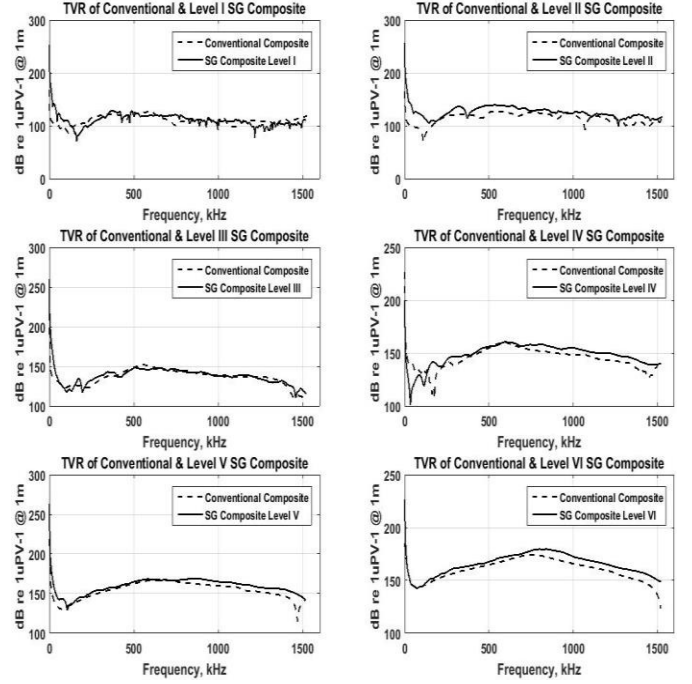 TVR of Conventional & Level I SG Composite
dB re 1uPV-1 @ 1m
300
200
100
0
Conventional Composite
SG Composite Level I
0 500 1000 1500
Frequency, kHz
TVR of Conventional & Level II SG Composite
dB re 1uPV-1 @ 1m
300
200
100
0
Conventional Composite
SG Composite Level II
0 500 1000 1500
Frequency, kHz
TVR of Conventional & Level III SG Composite
dB re 1uPV-1 @ 1m
300
250
200
150
100
Conventional Composite
SG Composite Level III
0 500 1000 1500
Frequency, kHz
TVR of Conventional & Level IV SG Composite
dB re 1uPV-1 @ 1m
250
200
150
100
Conventional Composite
SG Composite Level IV
0 500 1000 1500
Frequency, kHz
TVR of Conventional & Level V SG Composite
dB re 1uPV-1 @ 1m
300
250
200
150
100
Conventional Composite
SG Composite Level V
0 500 1000 1500
Frequency, kHz
TVR of Conventional & Level VI SG Composite
dB re 1uPV-1 @ 1m
250
200
150
100
Conventional Composite
SG Composite Level VI
0 500 1000 1500
Frequency, kHz